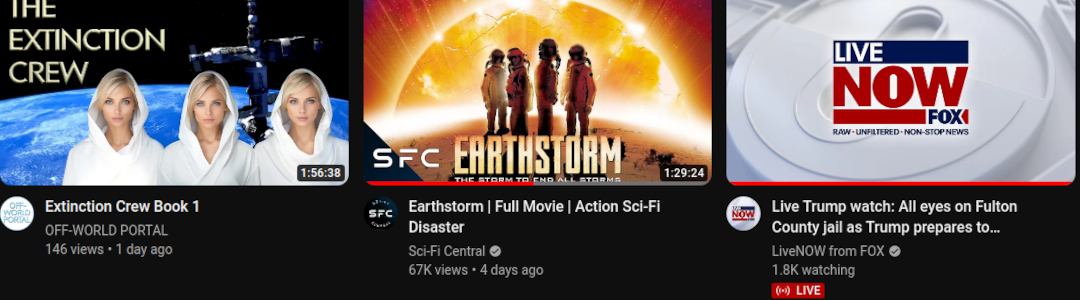 THE
EXTINCTION
CREW
1:56:38
SFC
EARTHSTORM
THE STORM TO END ALL STORMS
1:29:24
LIVE
NOW
FOX
RAW · UNFILTERED · NON-STOP NEWS
OFF-
WORLD
PORTAL
Extinction Crew Book 1
OFF-WORLD PORTAL
146 views • 1 day ago
SFC
Earthstorm | Full Movie | Action Sci-Fi
Disaster
Sci-Fi Central
67K views • 4 days ago
NOW
Live Trump watch: All eyes on Fulton
County jail as Trump prepares to…
LiveNOW from FOX
1.8K watching
LIVE